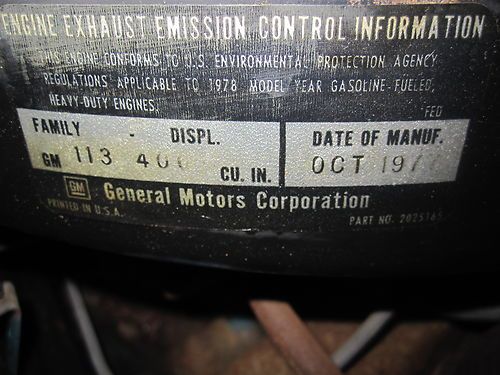 ENGINE EXHAUST EMISSION CONTROL INFORMATION
THIS ENGINE CONFORMS TO U.S. ENVIRONMENTAL PROTECTION AGENCY
REGULATIONS APPLICABLE TO 1978 MODEL YEAR GASOLINE-FUELED,
HEAVY-DUTY ENGINES.
FED
FAMILY - DISPL.
GM 113 400 CU. IN.
DATE OF MANUF.
OCT
GM General Motors Corporation
PRINTED IN U.S.A.
PART NO.